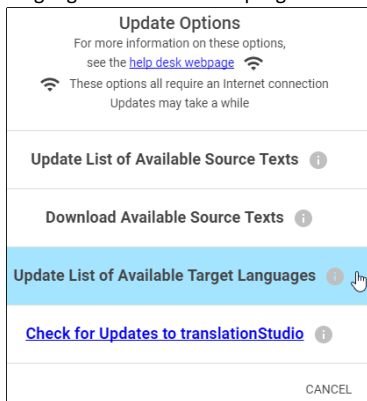 Update Options
For more information on these options,
see the help desk webpage
These options all require an Internet connection
Updates may take a while
Update List of Available Source Texts
Download Available Source Texts
Update List of Available Target Languages
Check for Updates to translationStudio
CANCEL